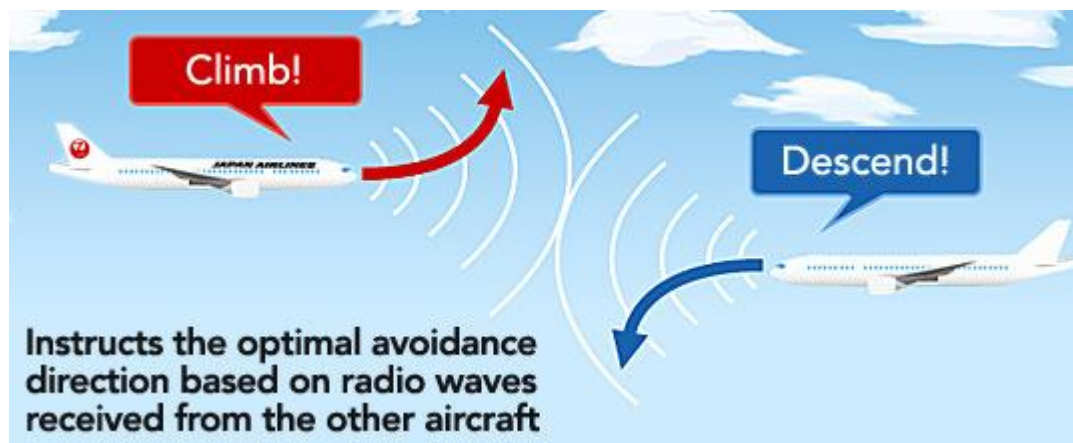 Climb!
JAPAN AIRLINES
Descend!
Instructs the optimal avoidance
direction based on radio waves
received from the other aircraft